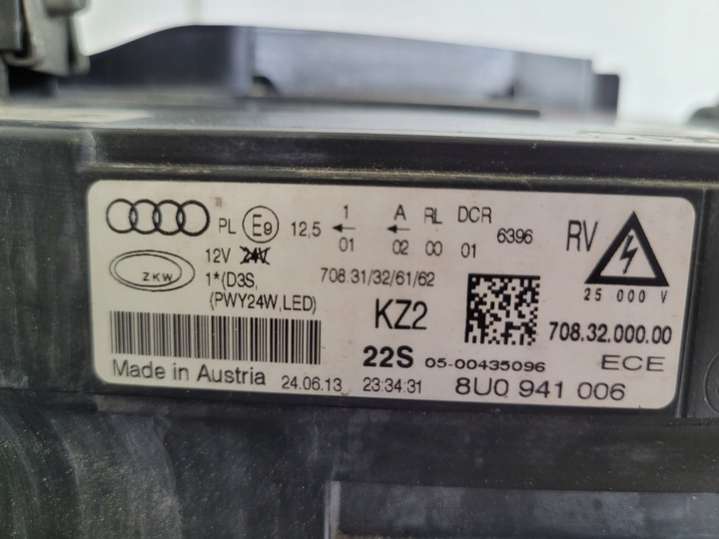 PL E9 12,5 1 A RL DCR
01 02 00 01 6396 RV
12V 24V
ZKW 1*(D3S, 708.31/32/61/62
(PWY24W,LED) 25 000 V
KZ2 708.32.000.00
22S 05-00435096 ECE
Made in Austria 24.06.13 23:34:31 8U0 941 006